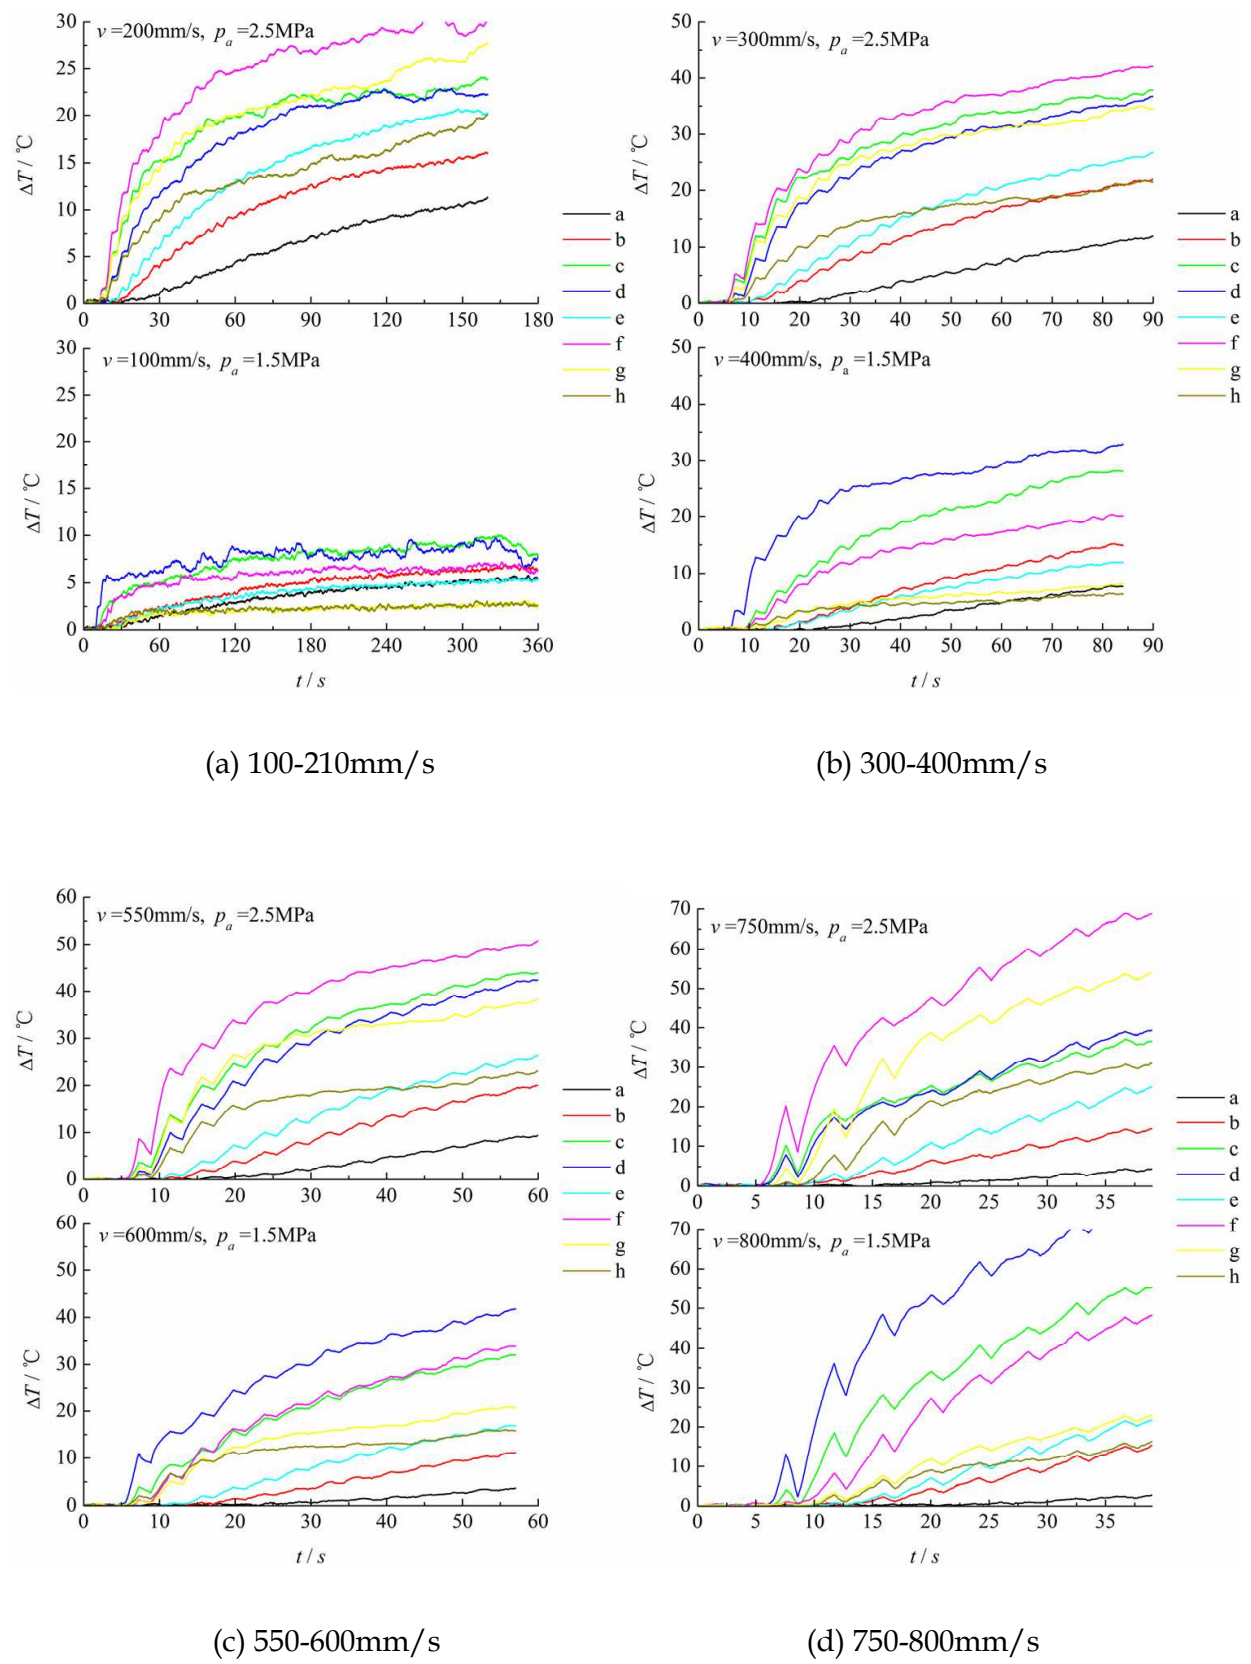 v =200mm/s, pa =2.5MPa
30
25
20
15
10
5
0
ΔT / ℃
0 30 60 90 120 160 180
v =100mm/s, pa =1.5MPa
30
25
20
15
10
5
0
ΔT / ℃
0 60 120 180 240 300 360
t / s
a
b
c
d
e
f
g
h
(a) 100-210mm/s
v =300mm/s, pa =2.5MPa
50
40
30
20
10
0
ΔT / ℃
0 10 20 30 40 50 60 70 80 90
v =400mm/s, pa =1.5MPa
50
40
30
20
10
0
ΔT / ℃
0 10 20 30 40 50 60 70 80 90
t / s
a
b
c
d
e
f
g
h
(b) 300-400mm/s
v =550mm/s, pa =2.5MPa
60
50
40
30
20
10
0
ΔT / ℃
0 10 20 30 40 50 60
v =600mm/s, pa =1.5MPa
60
50
40
30
20
10
0
ΔT / ℃
0 10 20 30 40 50 60
t / s
a
b
c
d
e
f
g
h
(c) 550-600mm/s
v =750mm/s, pa =2.5MPa
70
60
50
40
30
20
10
0
ΔT / ℃
0 5 10 15 20 25 30 35
v =800mm/s, pa =1.5MPa
70
60
50
40
30
20
10
0
ΔT / ℃
0 5 10 15 20 25 30 35
t / s
a
b
c
d
e
f
g
h
(d) 750-800mm/s